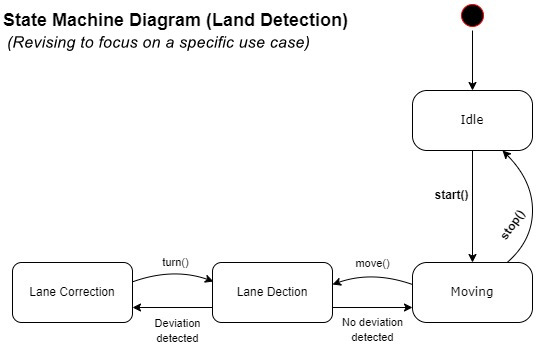 State Machine Diagram (Land Detection)
(Revising to focus on a specific use case)
Idle
start()
stop()
turn()
move()
Lane Correction
Lane Dection
Moving
Deviation
detected
No deviation
detected